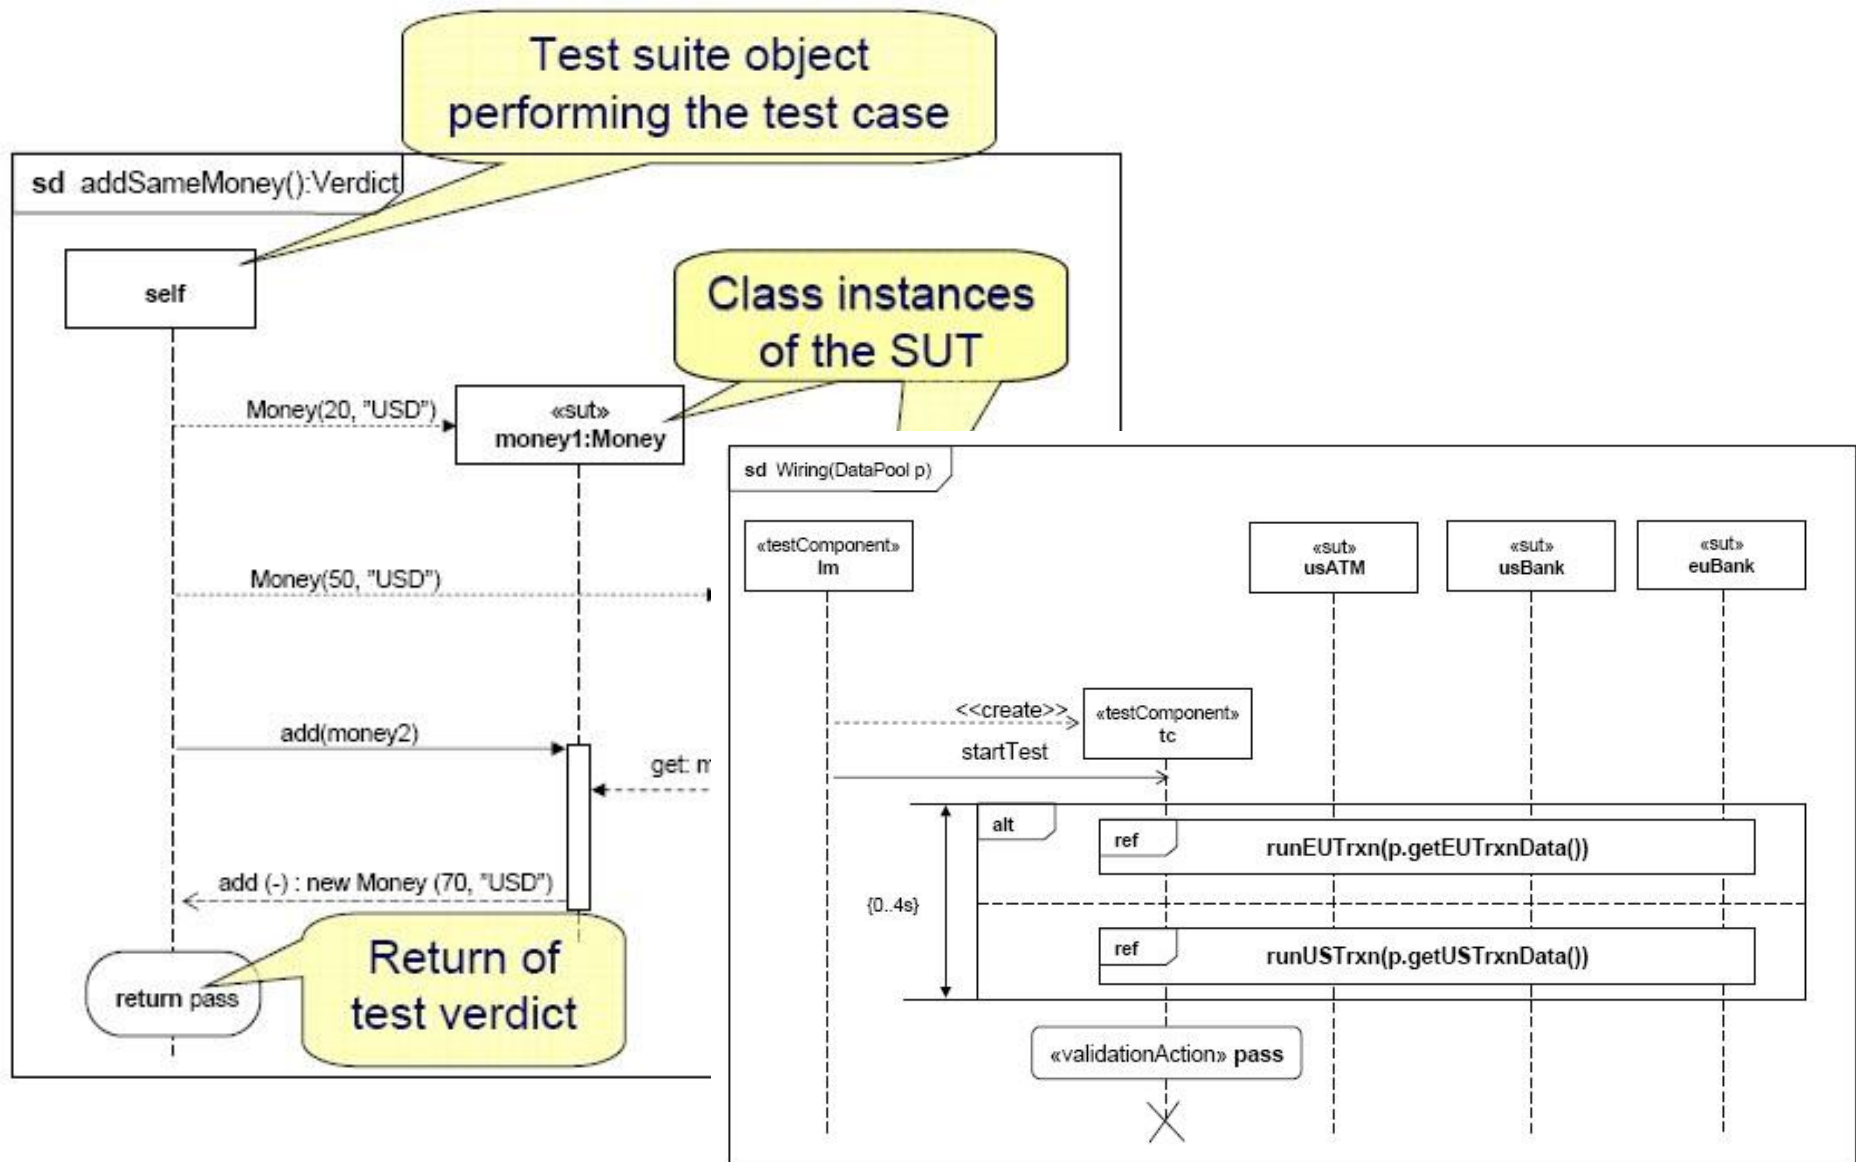 Test suite object
performing the test case
sd addSameMoney():Verdict
self
Class instances
of the SUT
Money(20, "USD")
«sut»
money1:Money
Money(50, "USD")
add(money2)
get: m
add (-) : new Money (70, "USD")
Return of
test verdict
return pass
sd Wiring(DataPool p)
«testComponent»
lm
«sut»
usATM
«sut»
usBank
«sut»
euBank
<<create>>
«testComponent»
tc
startTest
alt
ref
runEUTrxn(p.getEUTrxnData())
{0..4s}
ref
runUSTrxn(p.getUSTrxnData())
«validationAction» pass